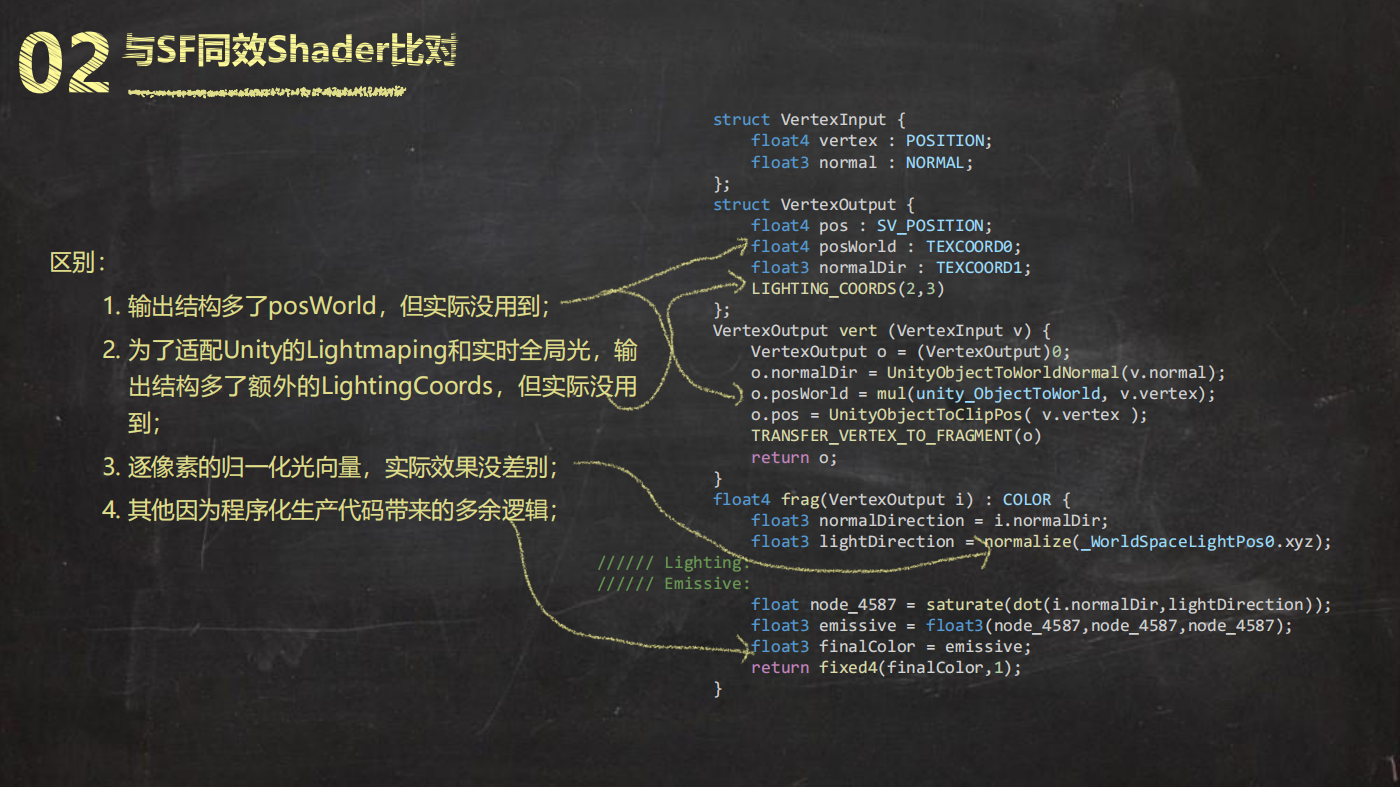 02 与SF同效Shader比对
区别：
1. 输出结构多了posWorld，但实际没用到；
2. 为了适配Unity的Lightmaping和实时全局光，输
出结构多了额外的LightingCoords，但实际没用
到；
3. 逐像素的归一化光向量，实际效果没差别；
4. 其他因为程序化生产代码带来的多余逻辑；
struct VertexInput {
float4 vertex : POSITION;
float3 normal : NORMAL;
};
struct VertexOutput {
float4 pos : SV_POSITION;
float4 posWorld : TEXCOORD0;
float3 normalDir : TEXCOORD1;
LIGHTING_COORDS(2,3)
};
VertexOutput vert (VertexInput v) {
VertexOutput o = (VertexOutput)0;
o.normalDir = UnityObjectToWorldNormal(v.normal);
o.posWorld = mul(unity_ObjectToWorld, v.vertex);
o.pos = UnityObjectToClipPos( v.vertex );
TRANSFER_VERTEX_TO_FRAGMENT(o)
return o;
}
float4 frag(VertexOutput i) : COLOR {
float3 normalDirection = i.normalDir;
float3 lightDirection = normalize(_WorldSpaceLightPos0.xyz);
////// Lighting:
////// Emissive:
float node_4587 = saturate(dot(i.normalDir,lightDirection));
float3 emissive = float3(node_4587,node_4587,node_4587);
float3 finalColor = emissive;
return fixed4(finalColor,1);
}